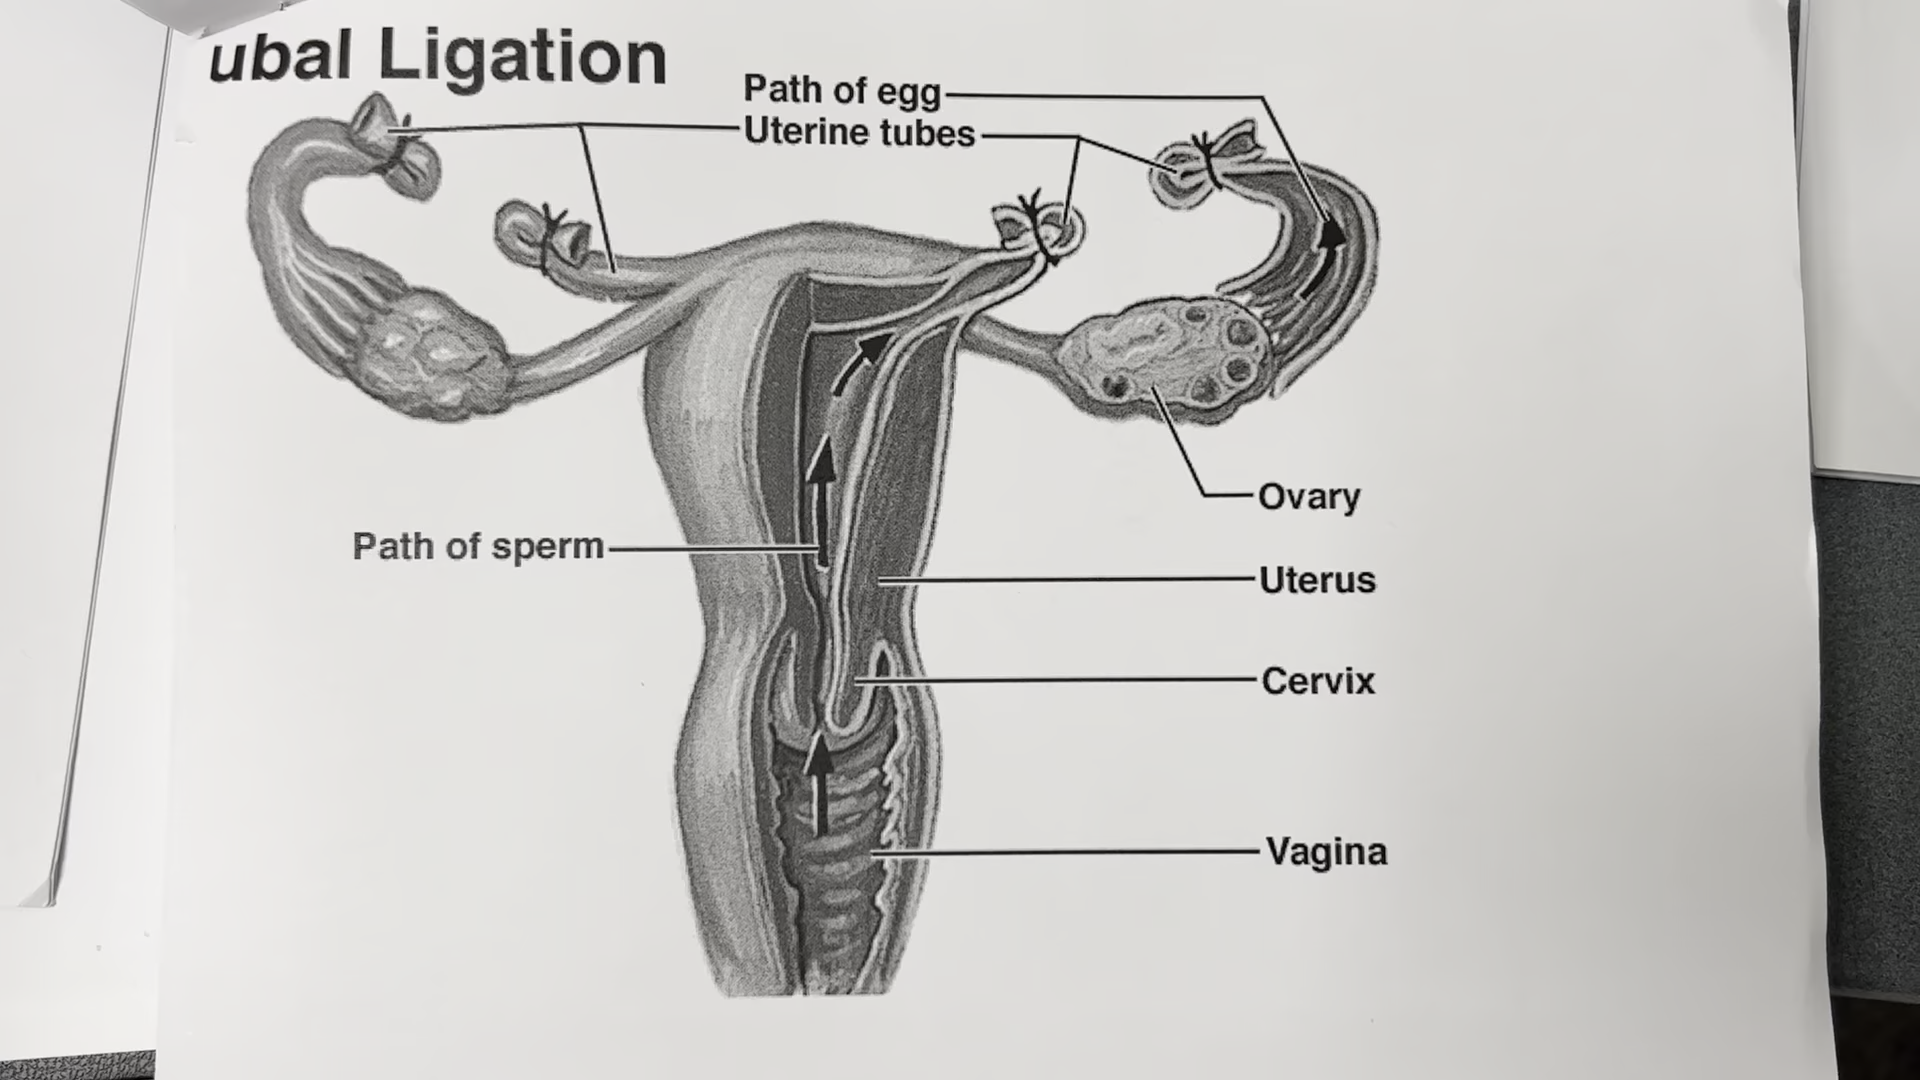 ubal Ligation
Path of egg
Uterine tubes
Ovary
Path of sperm
Uterus
Cervix
Vagina